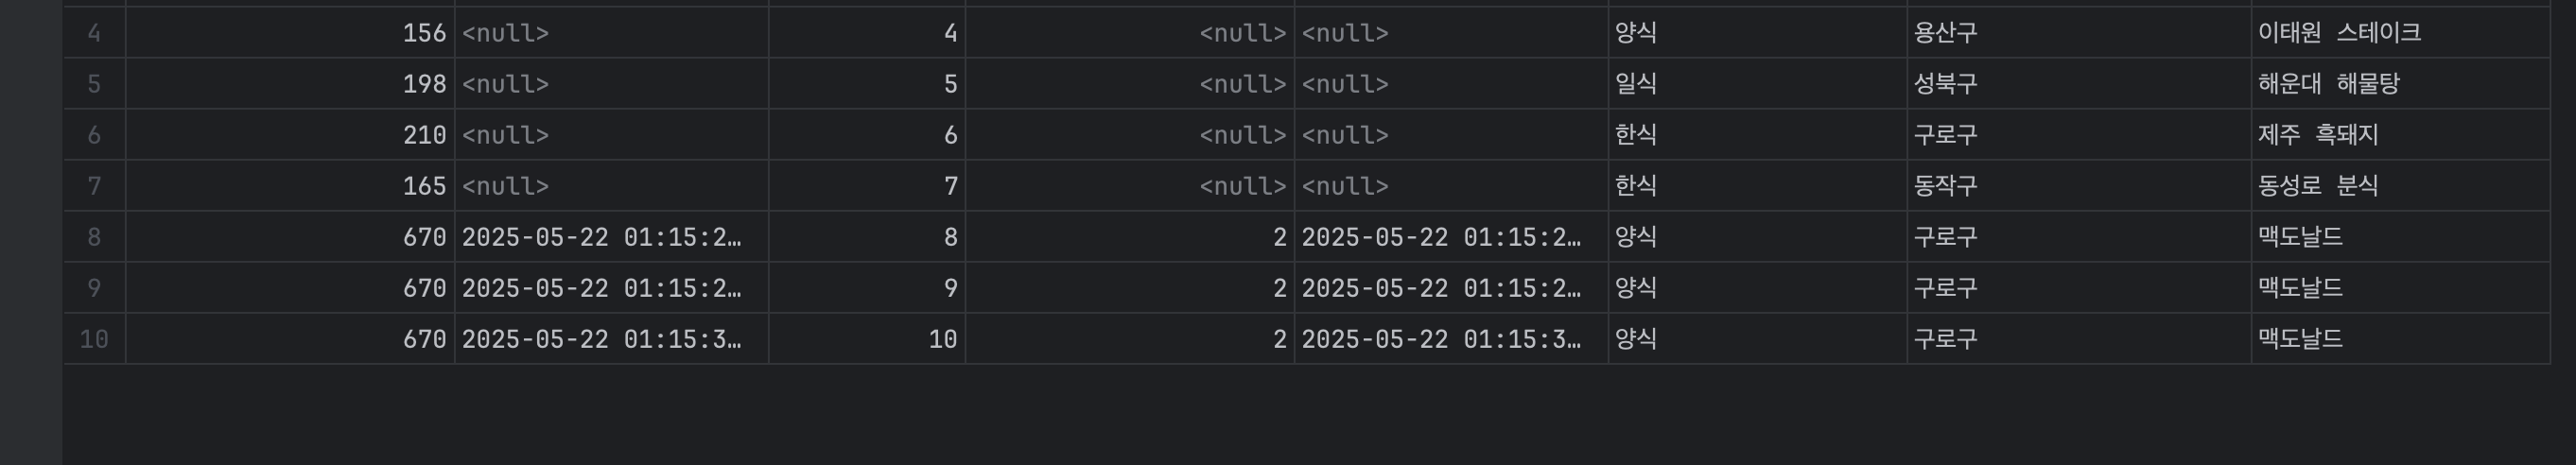 4 156 <null> 4 <null> <null> 양식 용산구 이태원 스테이크
5 198 <null> 5 <null> <null> 일식 성북구 해운대 해물탕
6 210 <null> 6 <null> <null> 한식 구로구 제주 흑돼지
7 165 <null> 7 <null> <null> 한식 동작구 동성로 분식
8 670 2025-05-22 01:15:2… 8 2 2025-05-22 01:15:2… 양식 구로구 맥도날드
9 670 2025-05-22 01:15:2… 9 2 2025-05-22 01:15:2… 양식 구로구 맥도날드
10 670 2025-05-22 01:15:3… 10 2 2025-05-22 01:15:3… 양식 구로구 맥도날드